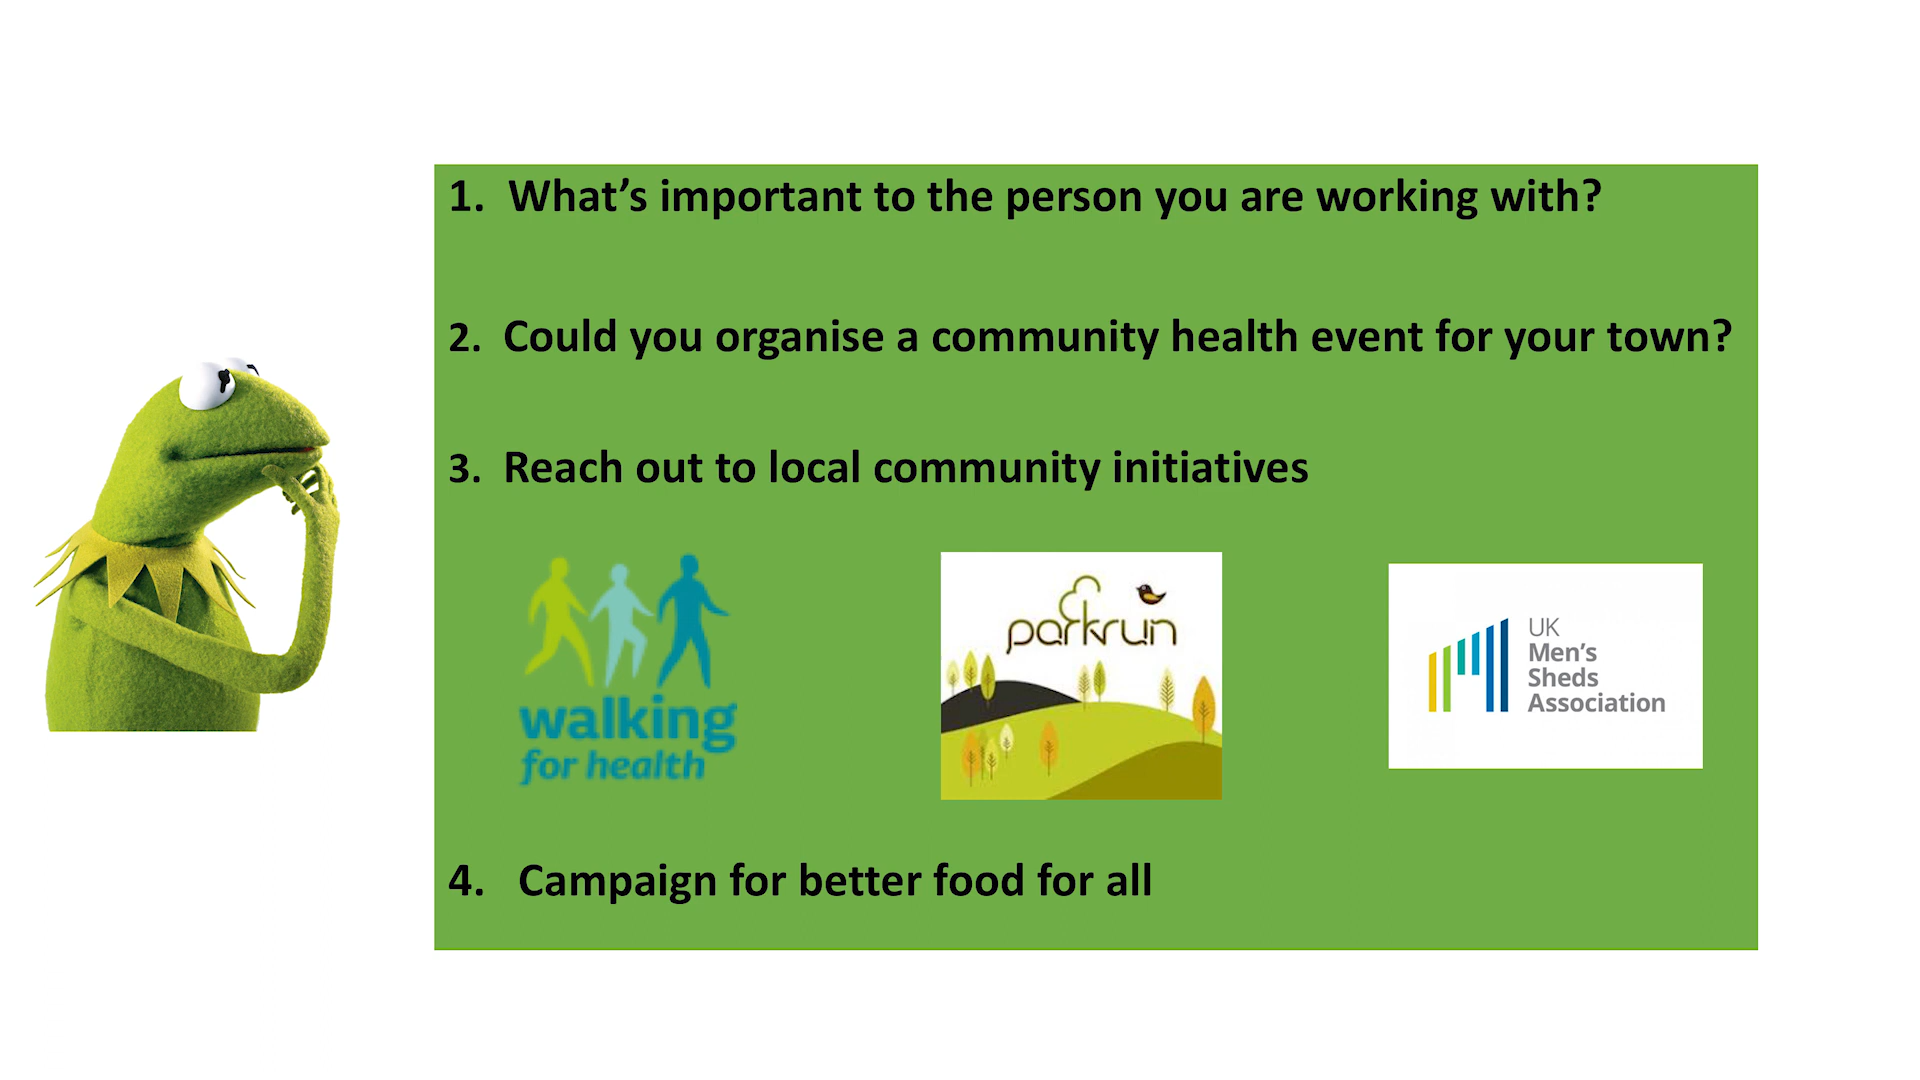 1. What’s important to the person you are working with?
2. Could you organise a community health event for your town?
3. Reach out to local community initiatives
walking
for health
parkrun
UK
Men’s
Sheds
Association
4. Campaign for better food for all